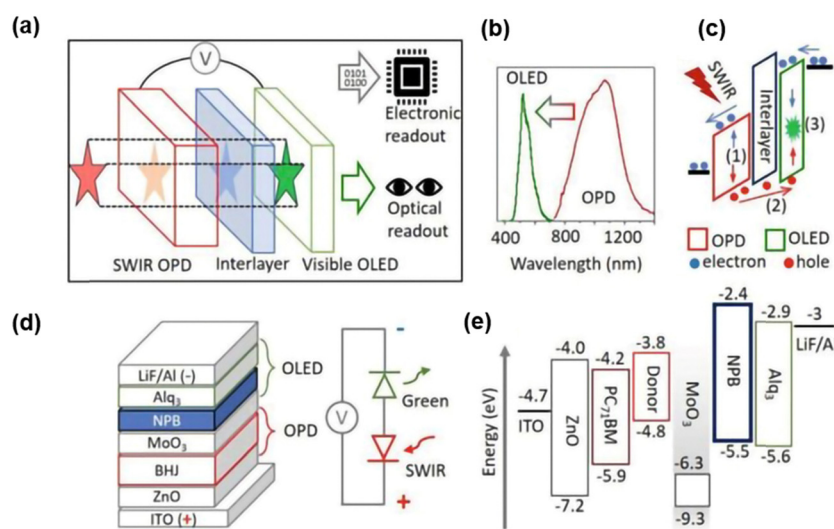 (a)
V
0101
0100
Electronic
readout
Optical
readout
SWIR OPD
Interlayer
Visible OLED
(b)
OLED
OPD
400
800
1200
Wavelength (nm)
(c)
SWIR
Interlayer
(1)
(2)
(3)
OPD
OLED
electron
hole
(d)
LiF/Al (-)
Alq₃
NPB
MoO₃
BHJ
ZnO
ITO (+)
OLED
OPD
-
V
Green
SWIR
+
(e)
Energy (eV)
-4.7
ITO
-4.0
ZnO
-7.2
-4.2
PC₇₁BM
-5.9
-3.8
Donor
-4.8
MoO₃
-6.3
-9.3
-2.4
NPB
-5.5
-2.9
Alq₃
-5.6
-3
LiF/A